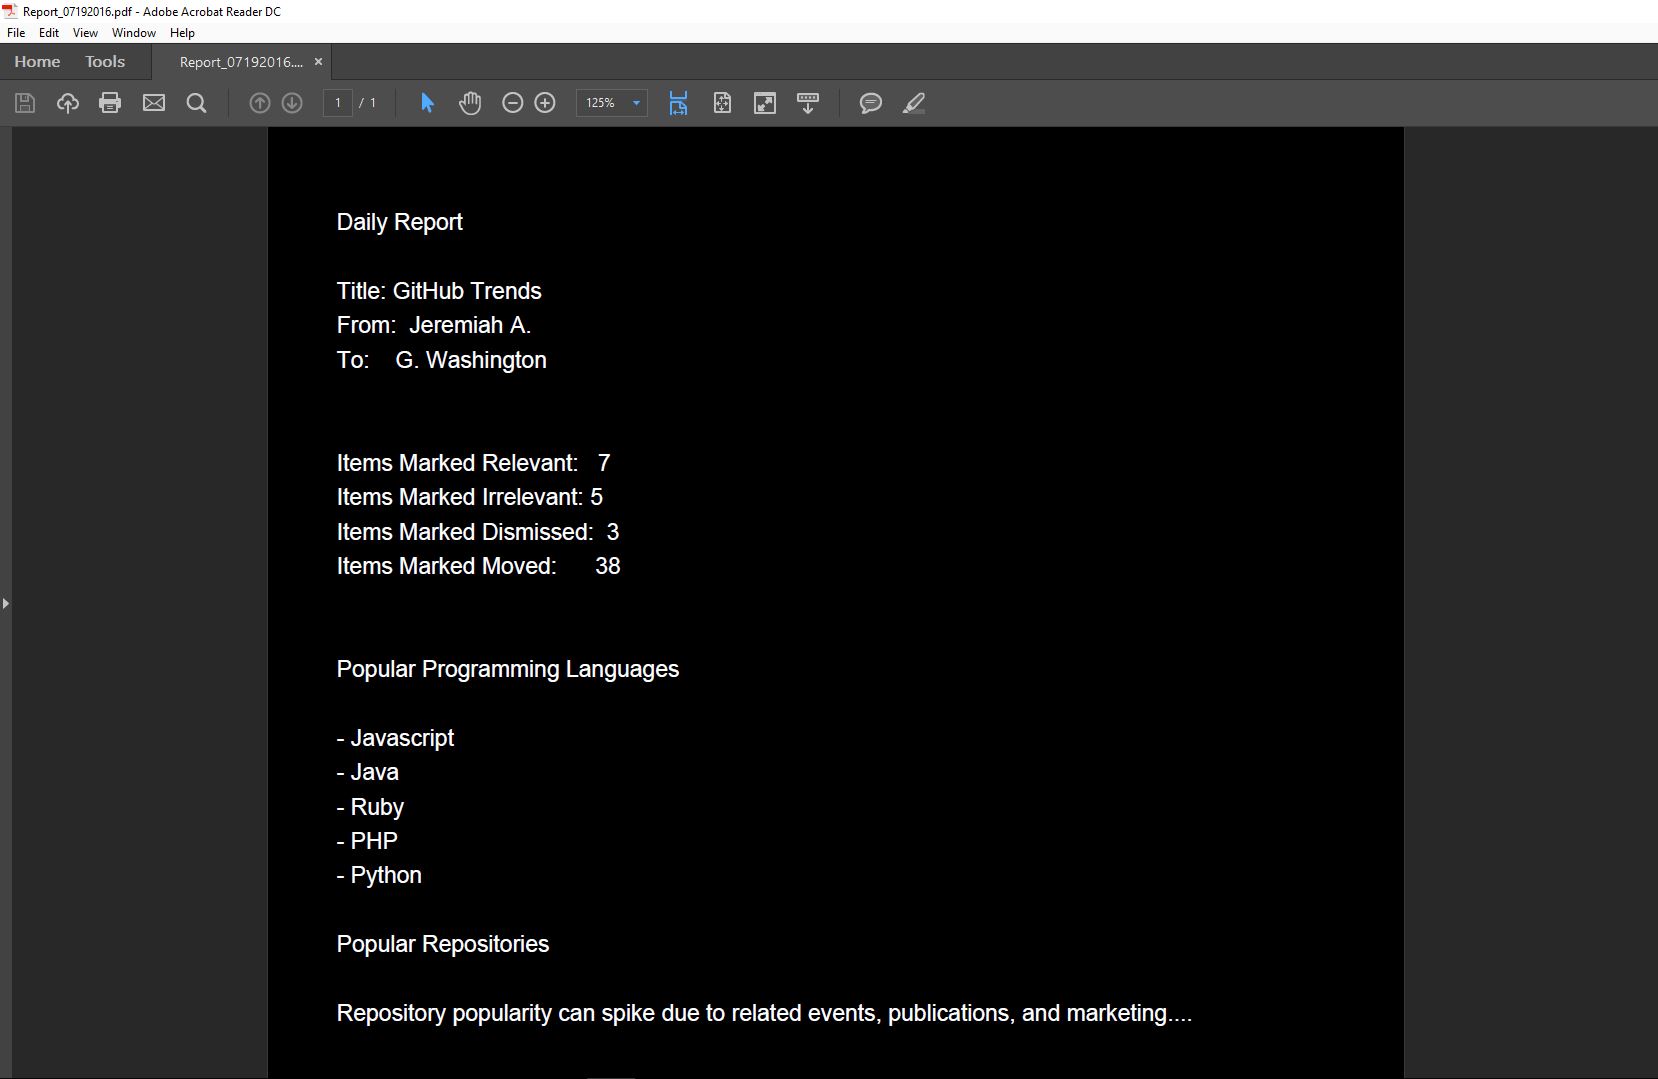 Report_07192016.pdf - Adobe Acrobat Reader DC
File Edit View Window Help
Home Tools Report_07192016.... ×
1 / 1 125%
Daily Report
Title: GitHub Trends
From: Jeremiah A.
To: G. Washington
Items Marked Relevant: 7
Items Marked Irrelevant: 5
Items Marked Dismissed: 3
Items Marked Moved: 38
Popular Programming Languages
- Javascript
- Java
- Ruby
- PHP
- Python
Popular Repositories
Repository popularity can spike due to related events, publications, and marketing....